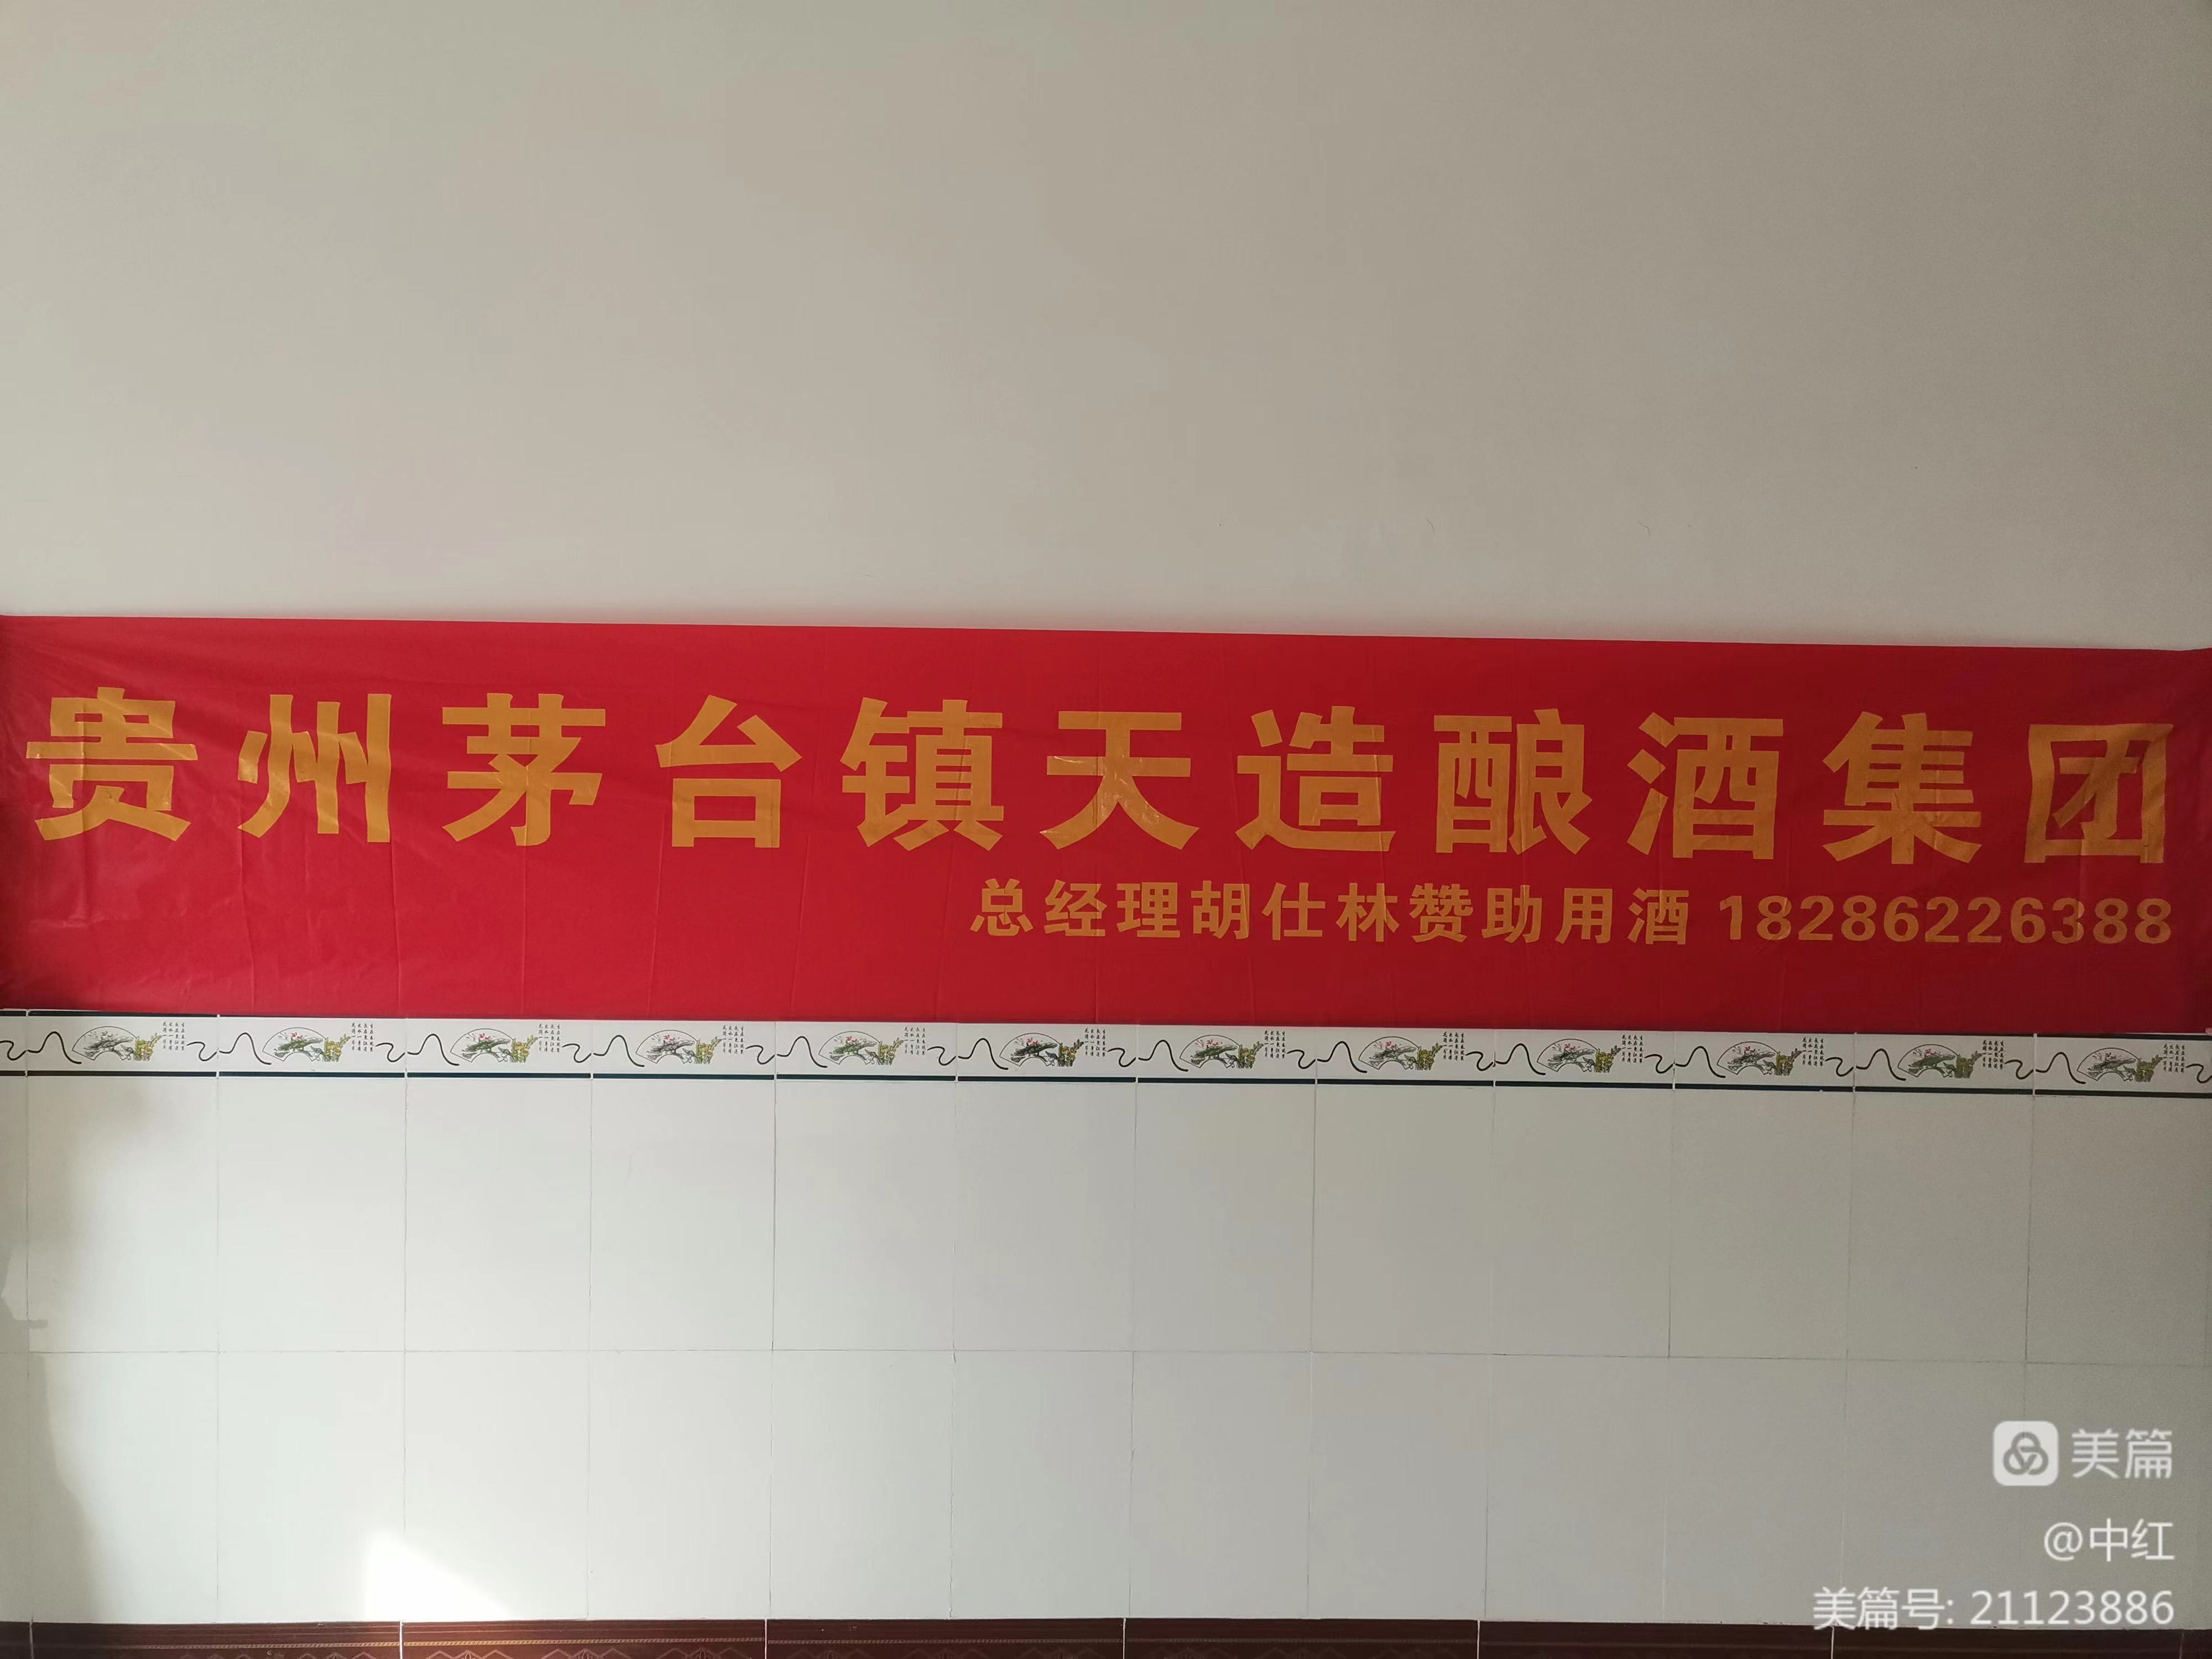 贵州茅台镇天造酿酒集团
总经理胡仕林赞助用酒 18286226388
美篇
@中红
美篇号: 21123886